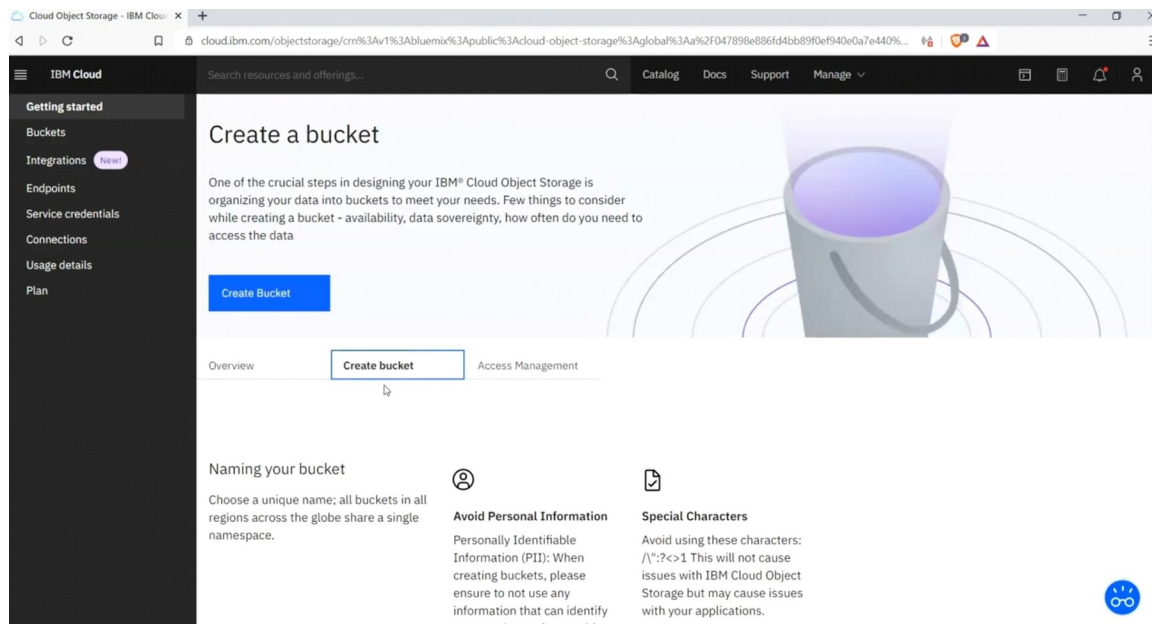 Cloud Object Storage - IBM Clou
cloud.ibm.com/objectstorage/crn%3Av1%3Abluemix%3Apublic%3Acloud-object-storage%3Aglobal%3Aa%2F047898e886fd4bb89f0ef940e0a7e440%...
IBM Cloud
Search resources and offerings...
Catalog
Docs
Support
Manage
Getting started
Buckets
Integrations New!
Endpoints
Service credentials
Connections
Usage details
Plan
Create a bucket
One of the crucial steps in designing your IBM® Cloud Object Storage is
organizing your data into buckets to meet your needs. Few things to consider
while creating a bucket - availability, data sovereignty, how often do you need to
access the data
Create Bucket
Overview
Create bucket
Access Management
Naming your bucket
Choose a unique name; all buckets in all
regions across the globe share a single
namespace.
Avoid Personal Information
Personally Identifiable
Information (PII): When
creating buckets, please
ensure to not use any
information that can identify
Special Characters
Avoid using these characters:
/\":?<>1 This will not cause
issues with IBM Cloud Object
Storage but may cause issues
with your applications.